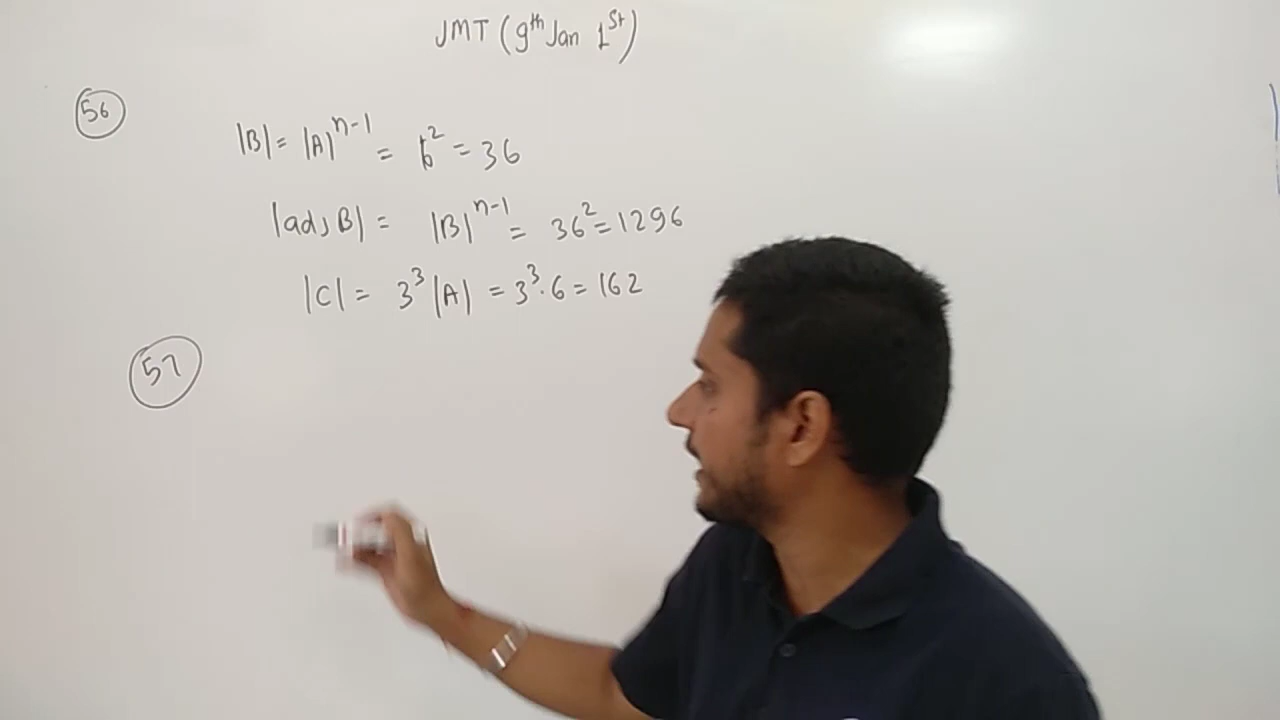 JMT (9th Jan 1st)
56
|B| = |A|^n-1 = 6^2 = 36
|adj B| = |B|^n-1 = 36^2 = 1296
|C| = 3^3 |A| = 3^3 · 6 = 162
57